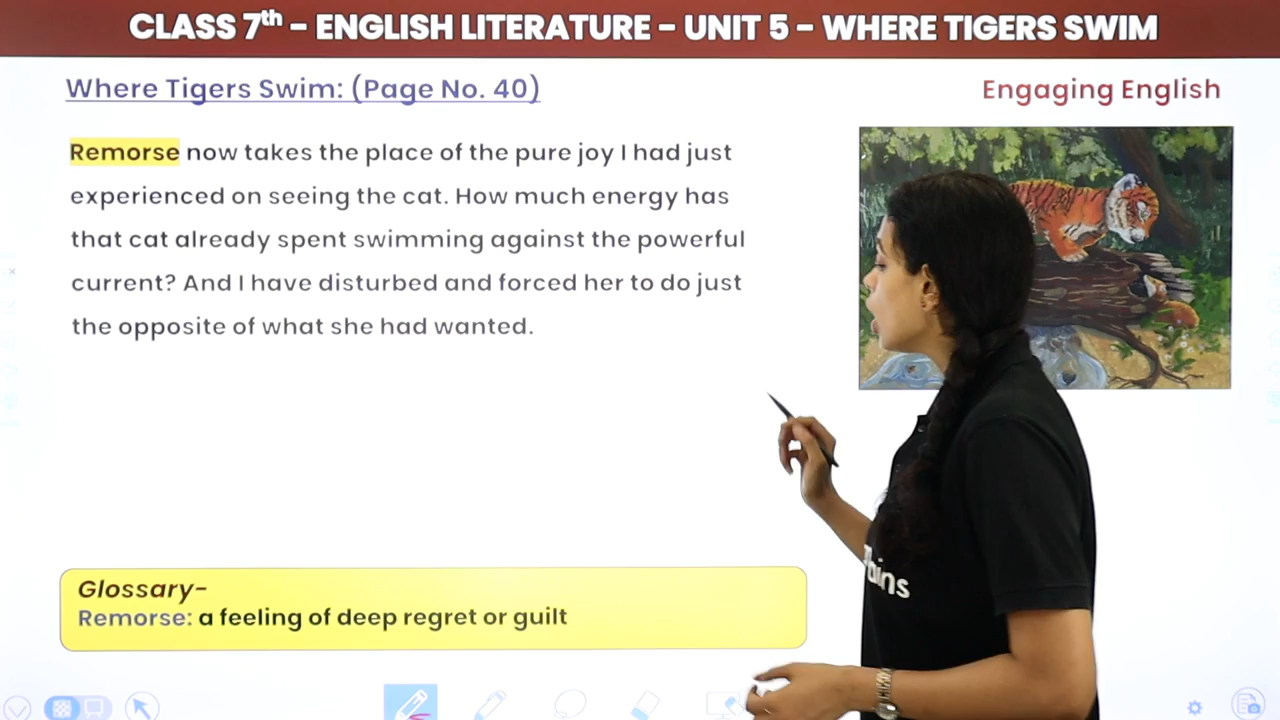 CLASS 7th – ENGLISH LITERATURE – UNIT 5 – WHERE TIGERS SWIM
Where Tigers Swim: (Page No. 40)
Engaging English
Remorse now takes the place of the pure joy I had just
experienced on seeing the cat. How much energy has
that cat already spent swimming against the powerful
current? And I have disturbed and forced her to do just
the opposite of what she had wanted.
Glossary-
Remorse: a feeling of deep regret or guilt